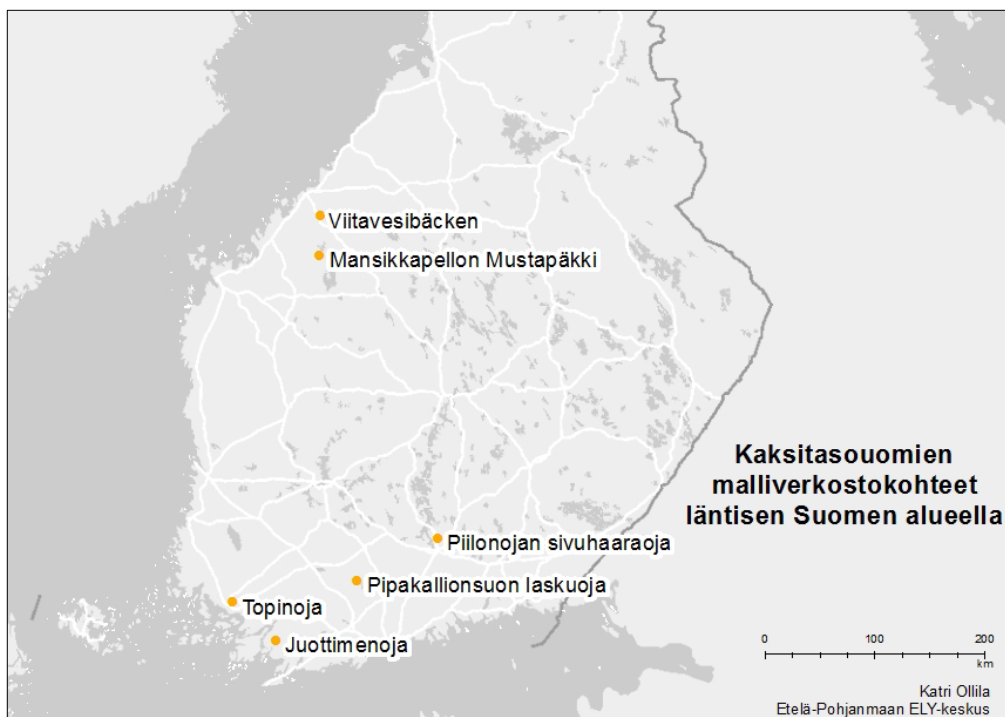 Viitavesibäcken
Mansikkapellon Mustapäkki
Kaksitasouomien
malliverkostokohteet
läntisen Suomen alueella
Piilonojan sivuhaaraoja
Pipakallionsuon laskuoja
Topinoja
Juottimenoja
0 100 200
km
Katri Ollila
Etelä-Pohjanmaan ELY-keskus